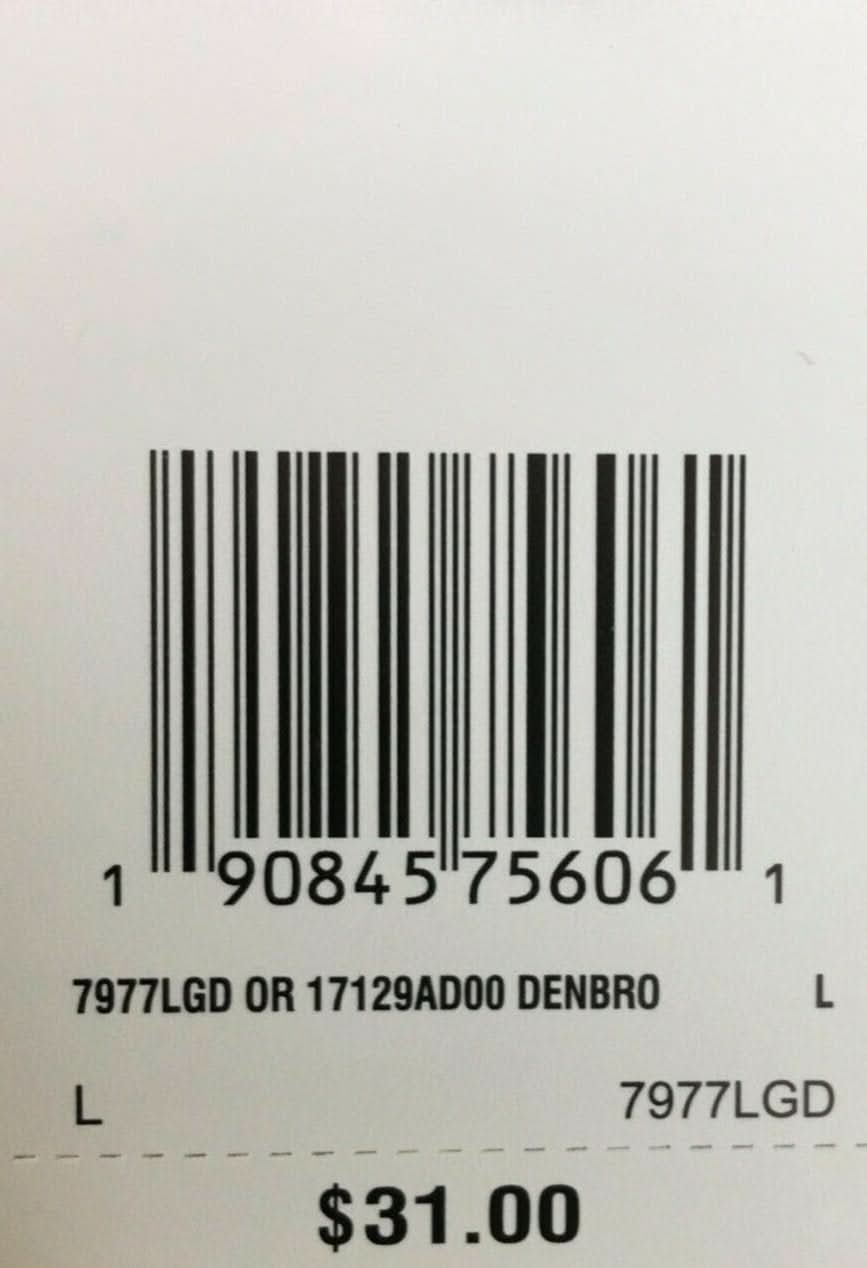 1 90845 75606 1
7977LGD OR 17129AD00 DENBRO L
L 7977LGD
$31.00